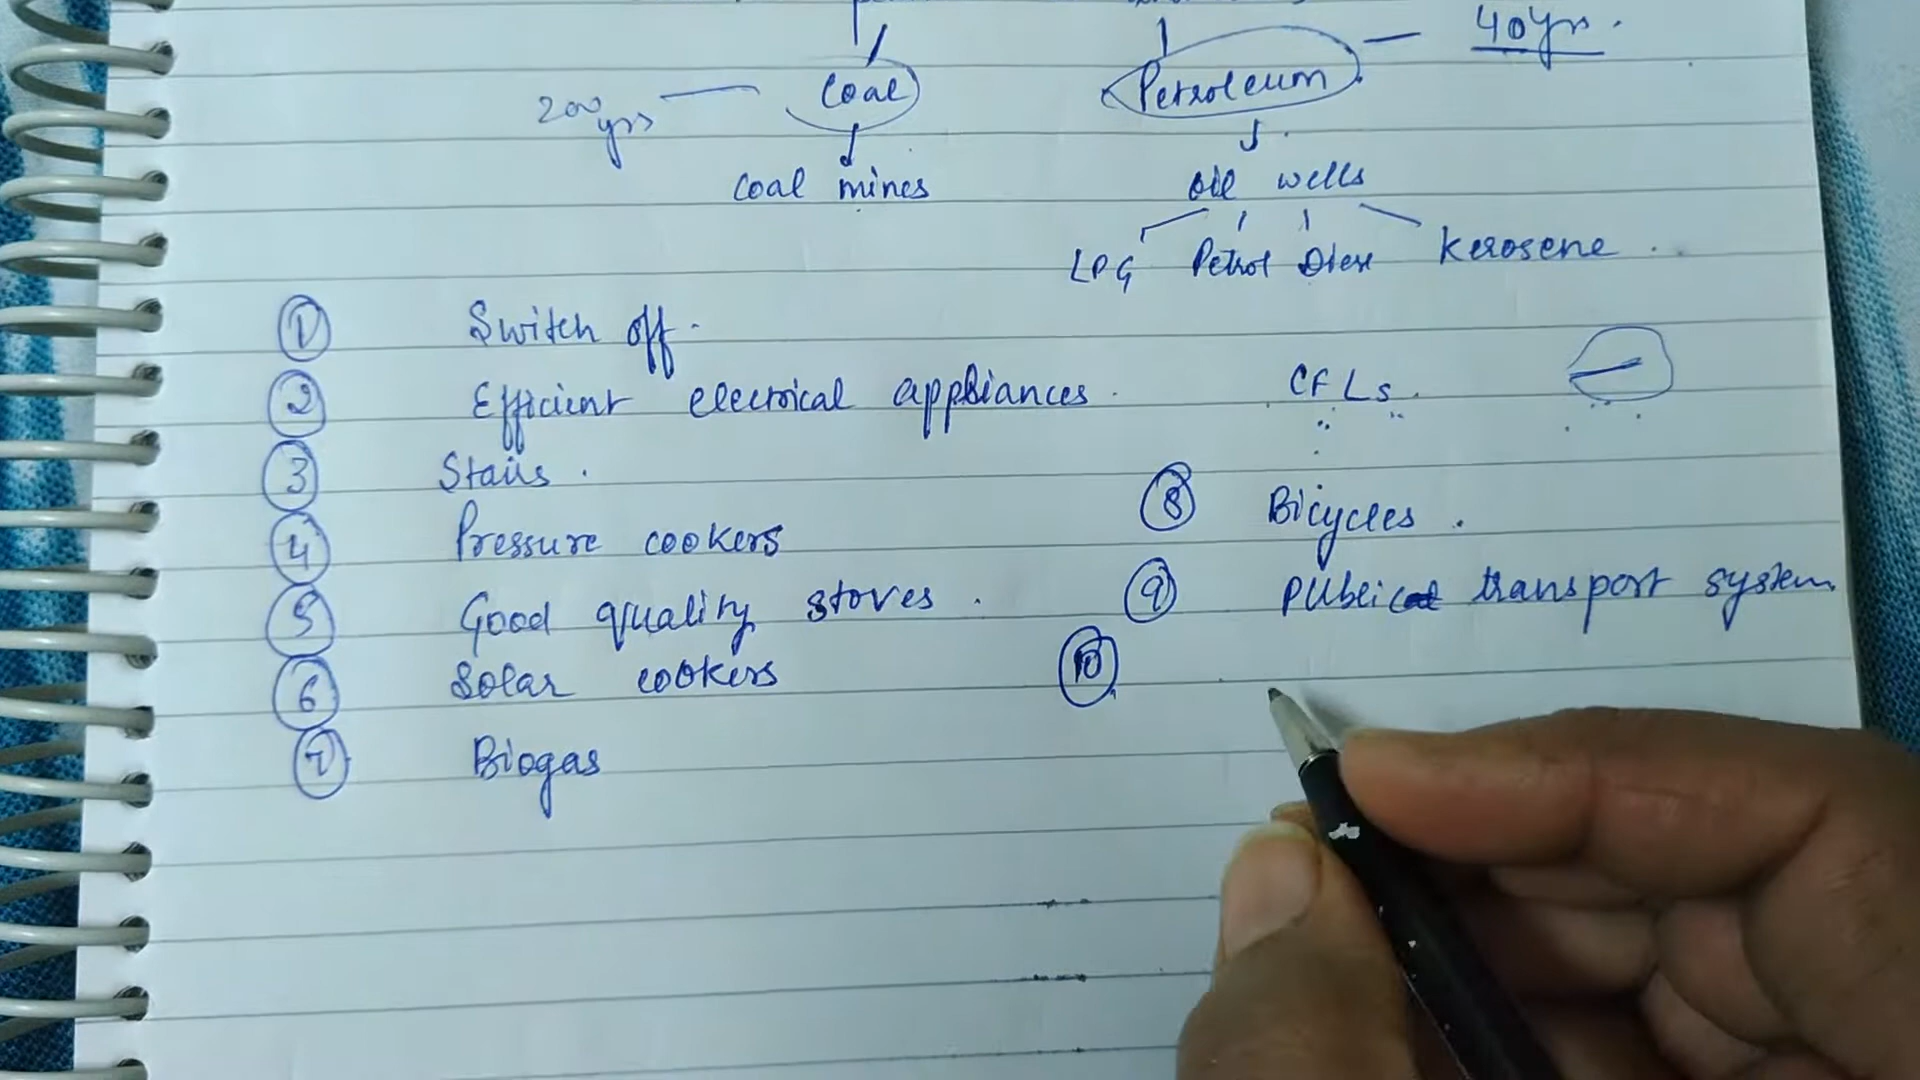 40 yrs.
200 yrs
Coal
Petroleum
Coal mines
oil wells
LPG Petrol Diesel Kerosene
1 Switch off.
2 Efficient electrical appliances. CFLs.
3 Stairs.
4 Pressure cookers
5 Good quality stoves.
6 Solar cookers
7 Biogas
8 Bicycles.
9 Public transport system.
10